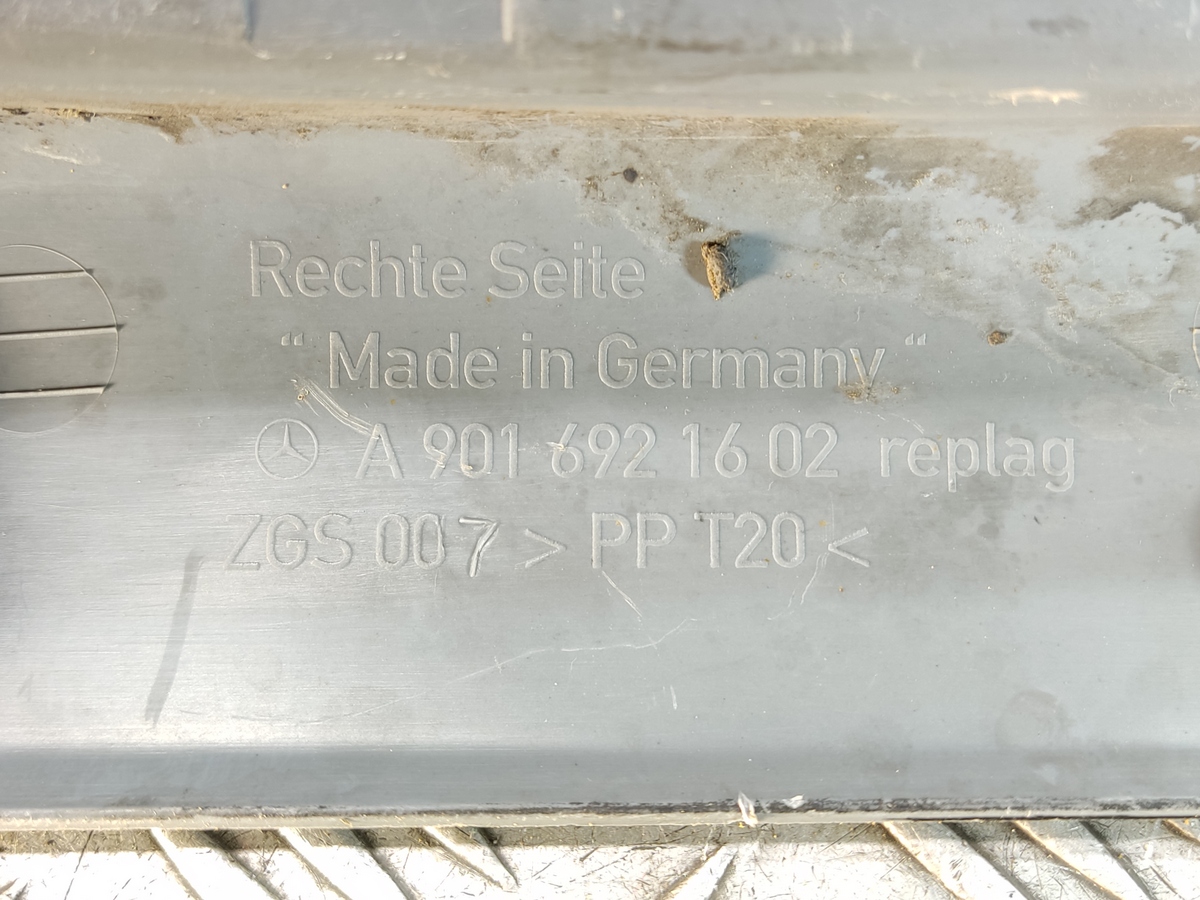 Rechte Seite
“ Made in Germany “
A 901 692 16 02 replag
ZGS 007 > PP T20 <